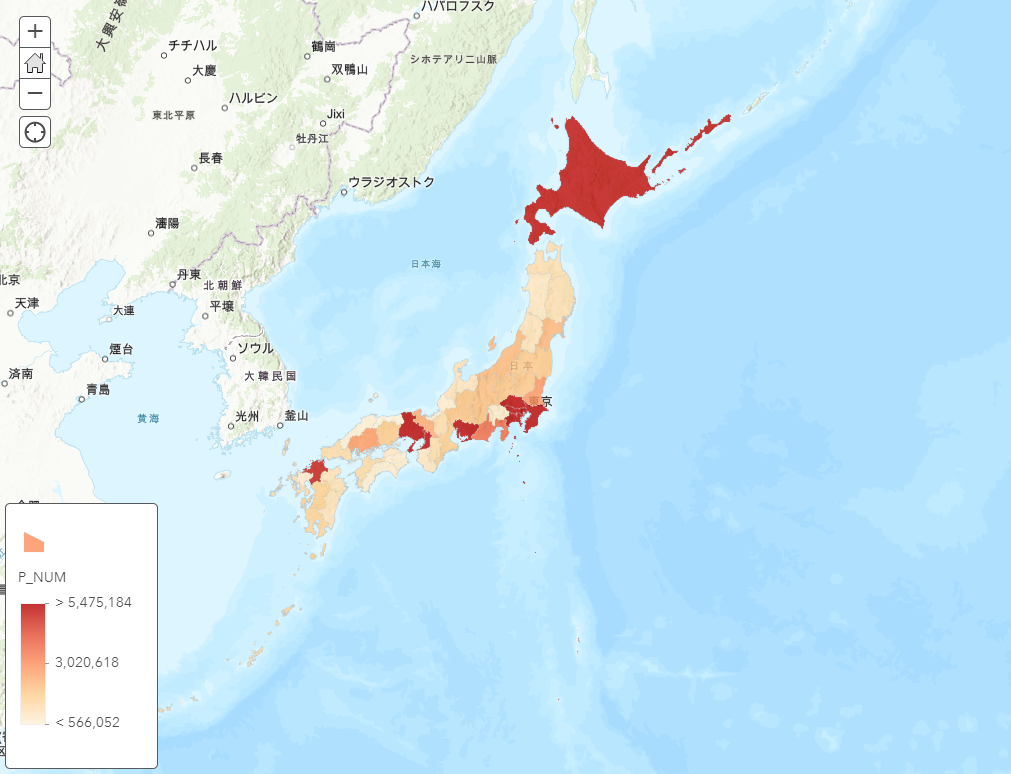 ハバロフスク
大興安嶺
チチハル
鶴崗
シホテアリニ山脈
大慶
双鴨山
ハルビン
東北平原
Jixi
牡丹江
長春
ウラジオストク
瀋陽
日本海
丹東
北朝鮮
北京
天津
大連
平壌
煙台
ソウル
日本
済南
大韓民国
青島
東京
黄海
光州
釜山
P_NUM
> 5,475,184
3,020,618
< 566,052